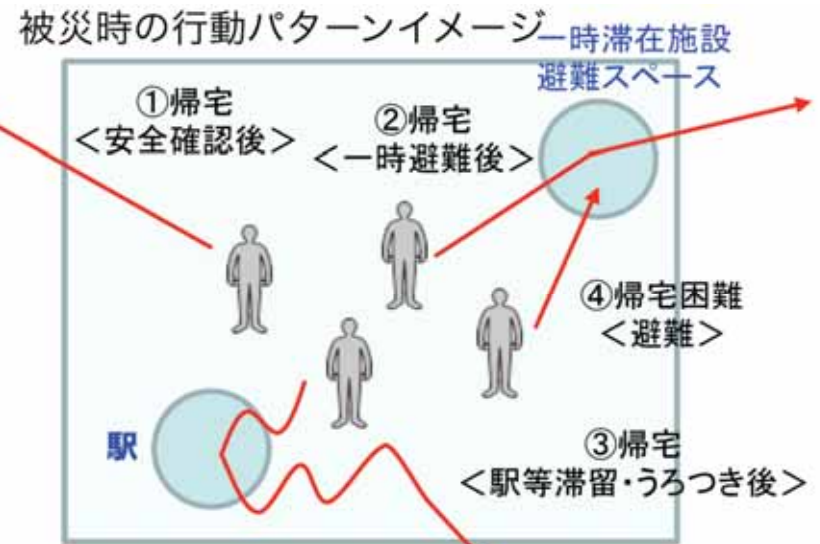 被災時の行動パターンイメージ
一時滞在施設
避難スペース
①帰宅
<安全確認後>
②帰宅
<一時避難後>
④帰宅困難
<避難>
駅
③帰宅
<駅等滞留・うろつき後>